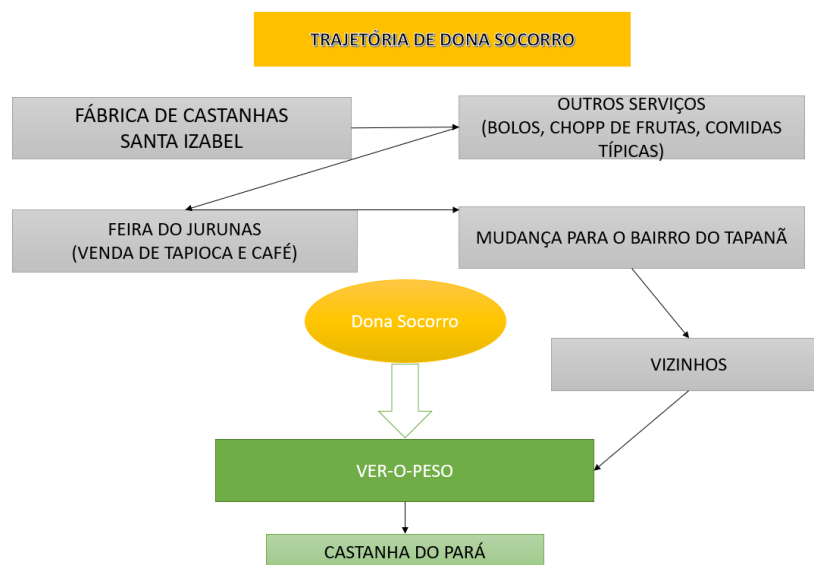 TRAJETÓRIA DE DONA SOCORRO
FÁBRICA DE CASTANHAS
SANTA IZABEL
OUTROS SERVIÇOS
(BOLOS, CHOPP DE FRUTAS, COMIDAS
TÍPICAS)
FEIRA DO JURUNAS
(VENDA DE TAPIOCA E CAFÉ)
MUDANÇA PARA O BAIRRO DO TAPANÃ
Dona Socorro
VIZINHOS
VER-O-PESO
CASTANHA DO PARÁ